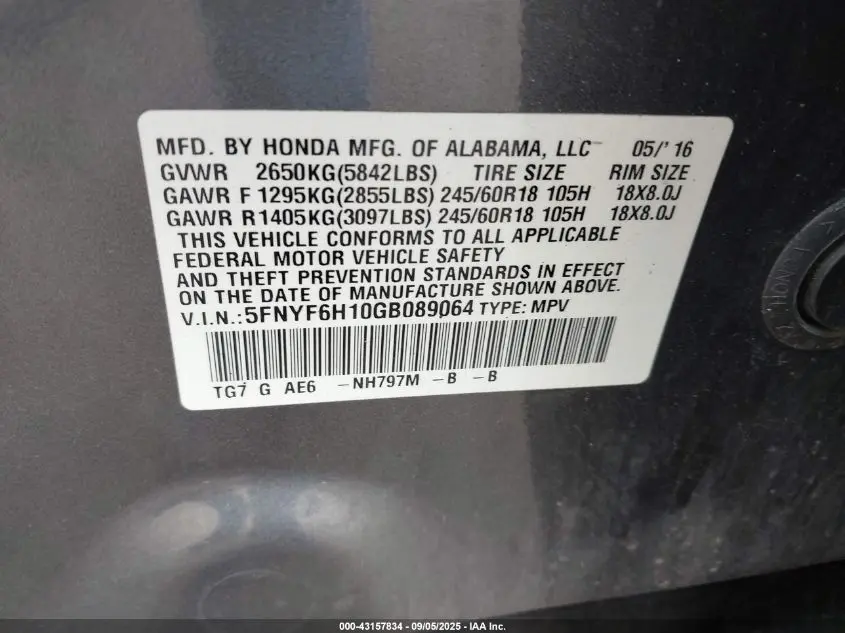 MFD. BY HONDA MFG. OF ALABAMA, LLC 05/'16
GVWR 2650KG(5842LBS) TIRE SIZE RIM SIZE
GAWR F 1295KG(2855LBS) 245/60R18 105H 18X8.0J
GAWR R1405KG(3097LBS) 245/60R18 105H 18X8.0J
THIS VEHICLE CONFORMS TO ALL APPLICABLE
FEDERAL MOTOR VEHICLE SAFETY
AND THEFT PREVENTION STANDARDS IN EFFECT
ON THE DATE OF MANUFACTURE SHOWN ABOVE.
V.I.N.:5FNYF6H10GB089064 TYPE: MPV
TG7 G AE6 -NH797M -B -B
000-43157834 - 09/05/2025 - IAA Inc.